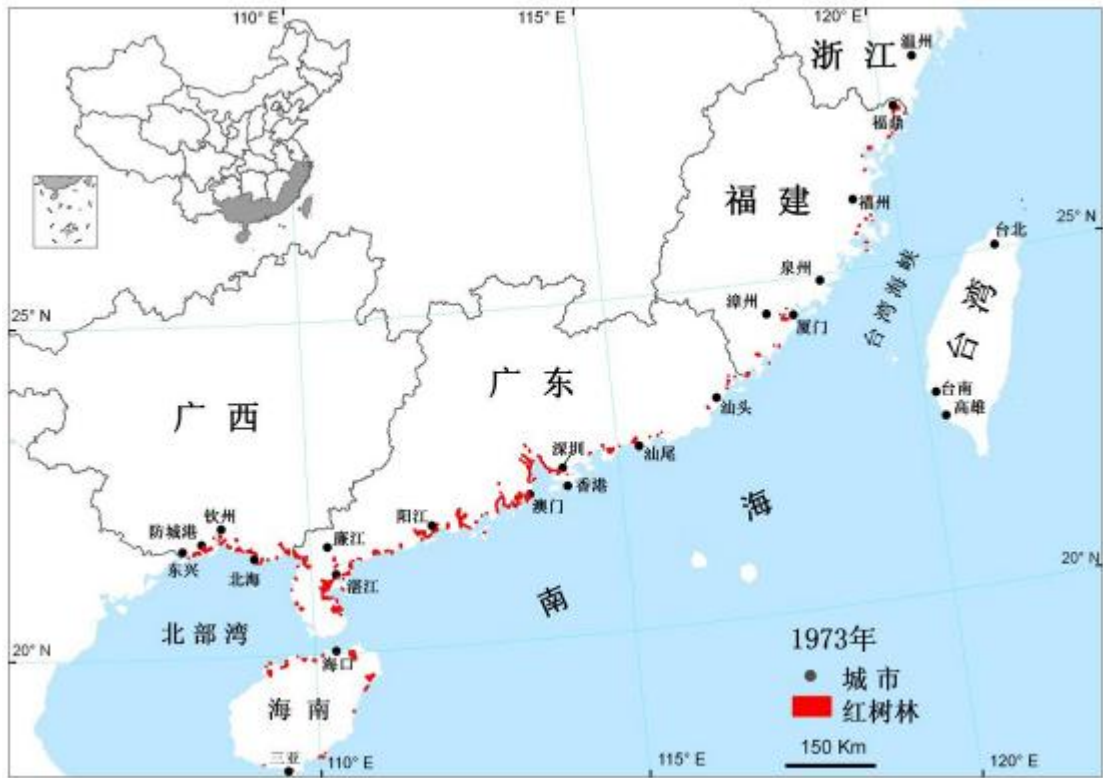 110° E
115° E
120° E
浙江
温州
福鼎
福建
福州
25° N
台北
泉州
台湾海峡
漳州
厦门
台湾
25° N
广东
台南
高雄
汕头
广西
深圳
汕尾
香港
海
钦州
阳江
澳门
防城港
廉江
东兴
北海
湛江
20° N
南
北部湾
1973年
20° N
海口
城市
海南
红树林
150 Km
三亚
110° E
115° E
120° E